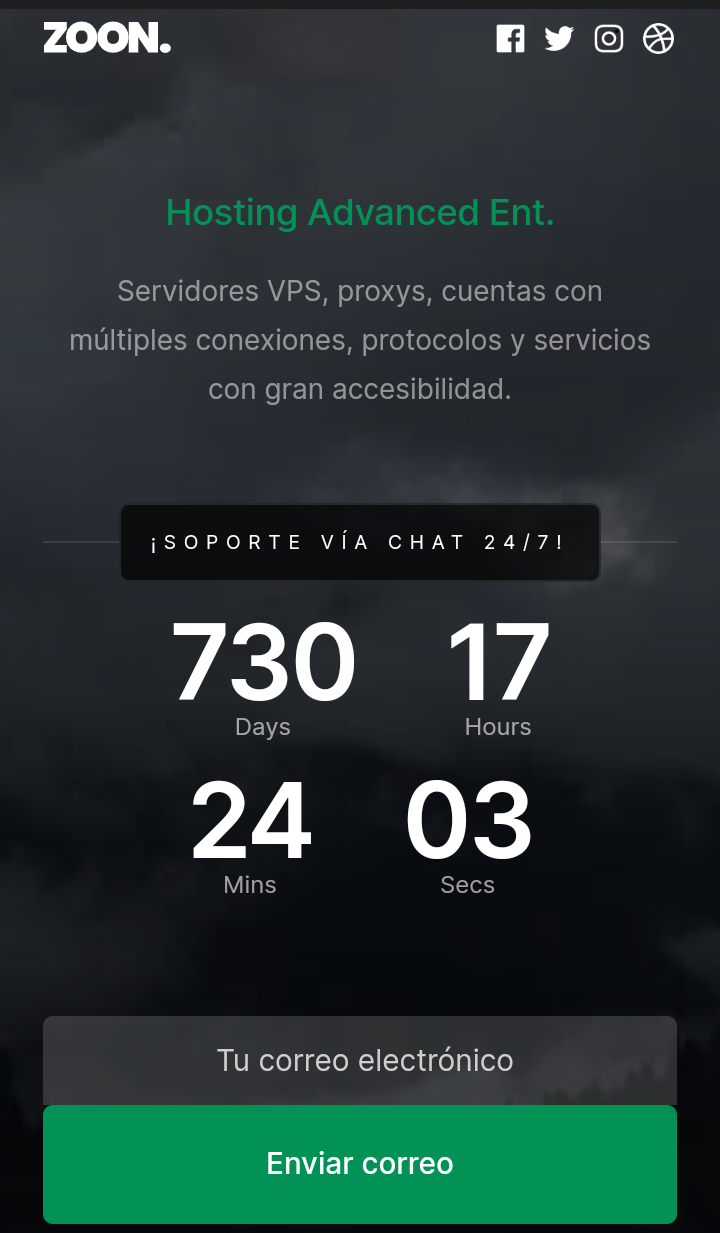 ZOON.
Hosting Advanced Ent.
Servidores VPS, proxys, cuentas con
múltiples conexiones, protocolos y servicios
con gran accesibilidad.
¡SOPORTE VÍA CHAT 24/7!
730 17
Days Hours
24 03
Mins Secs
Tu correo electrónico
Enviar correo